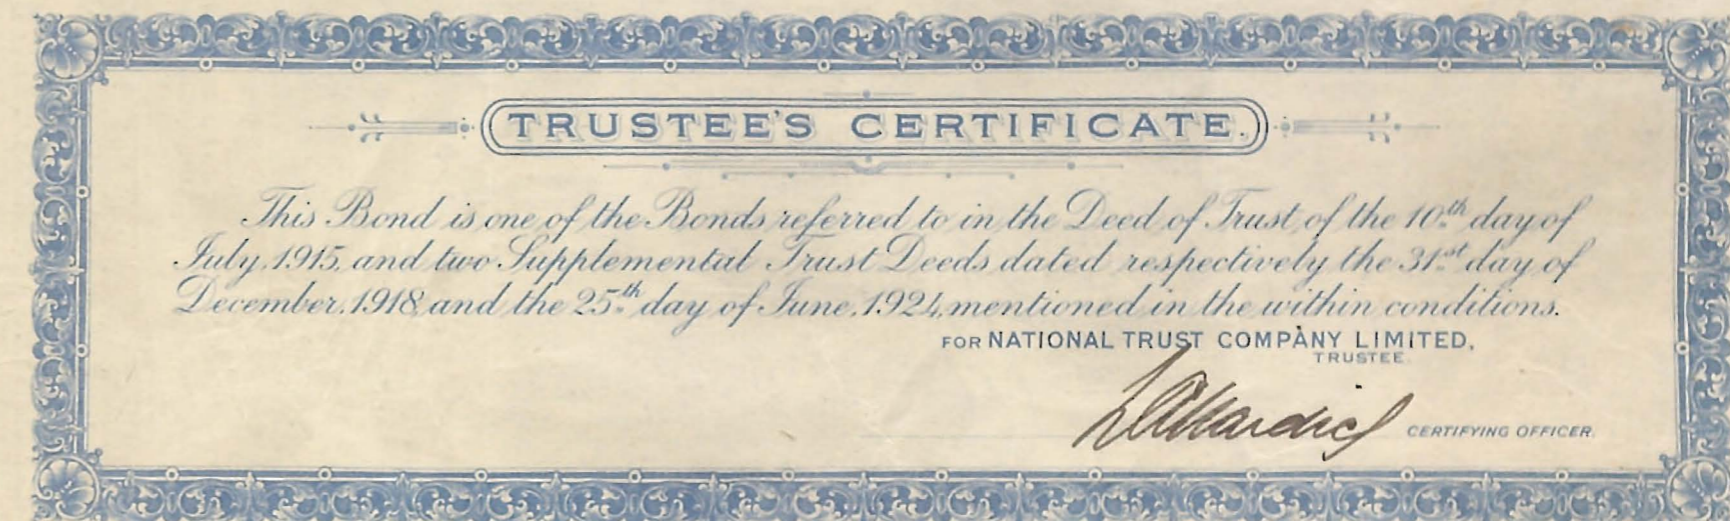 TRUSTEE'S CERTIFICATE.
This Bond is one of the Bonds referred to in the Deed of Trust of the 10th day of
July, 1915, and two Supplemental Trust Deeds dated respectively the 31st day of
December, 1918, and the 25th day of June, 1924, mentioned in the within conditions.
FOR NATIONAL TRUST COMPANY LIMITED,
TRUSTEE.
CERTIFYING OFFICER.